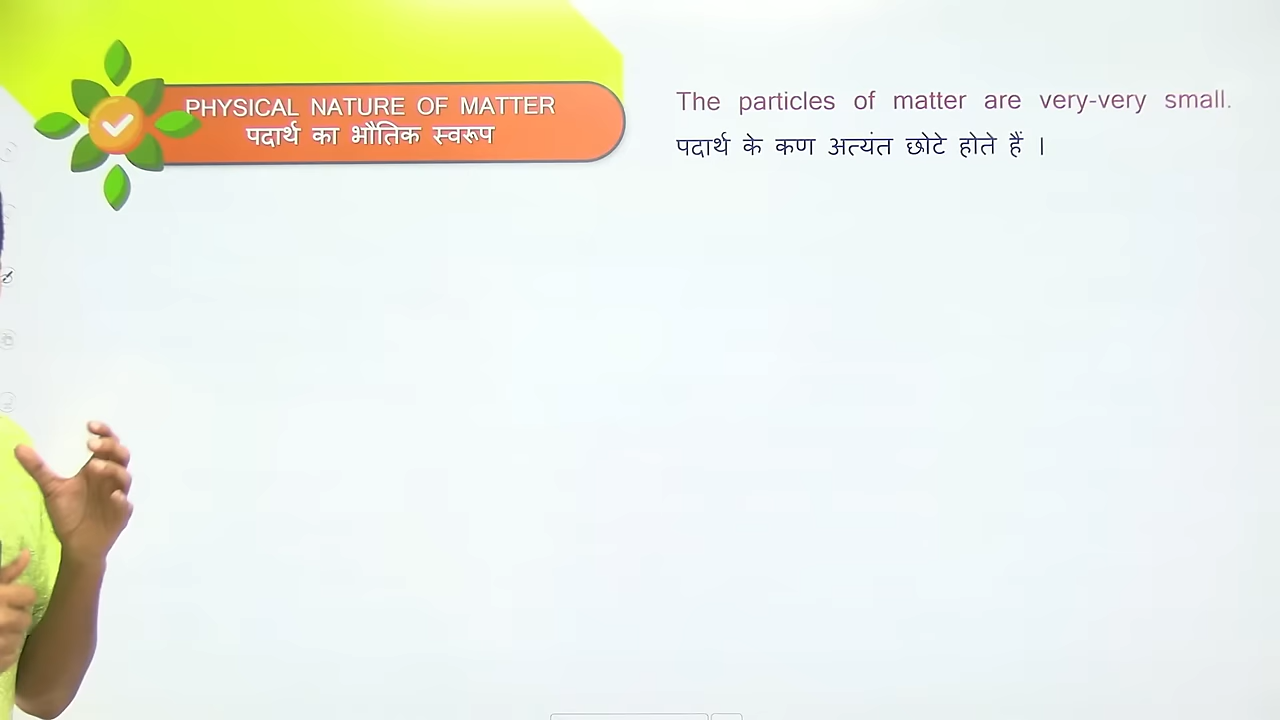 PHYSICAL NATURE OF MATTER
पदार्थ का भौतिक स्वरूप
The particles of matter are very-very small.
पदार्थ के कण अत्यंत छोटे होते हैं ।